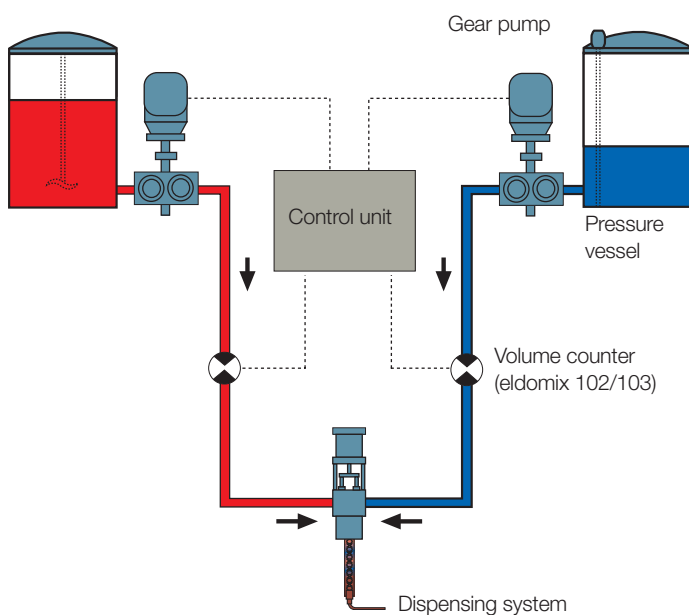 Gear pump
Control unit
Pressure
vessel
Volume counter
(eldomix 102/103)
Dispensing system